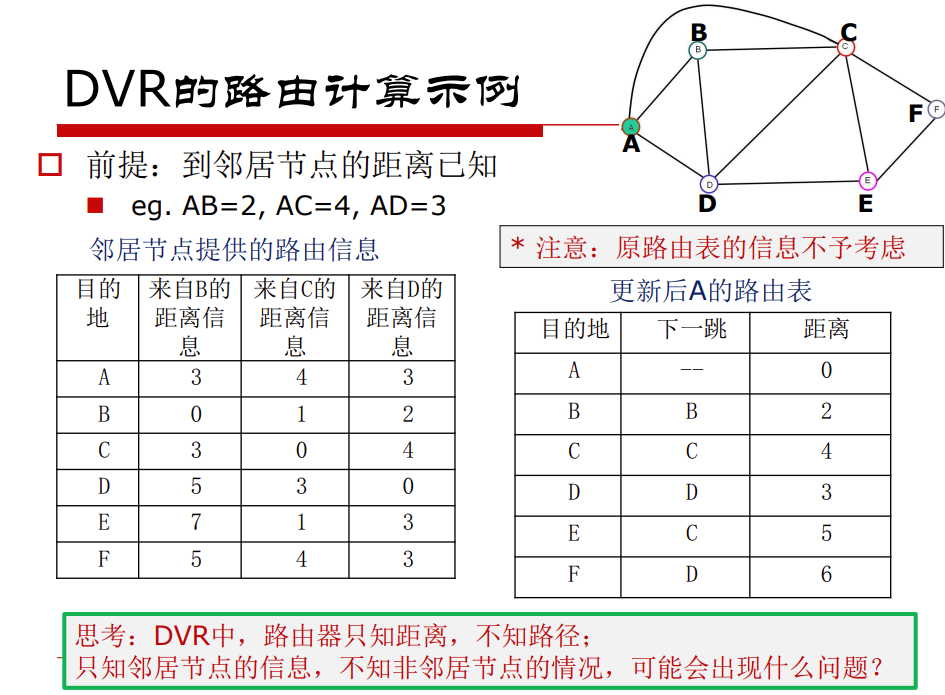 DVR的路由计算示例
B
C
A
F
D
E
B
C
A
F
D
E
前提：到邻居节点的距离已知
eg. AB=2, AC=4, AD=3
* 注意：原路由表的信息不予考虑
邻居节点提供的路由信息
目的地 来自B的距离信息 来自C的距离信息 来自D的距离信息
A 3 4 3
B 0 1 2
C 3 0 4
D 5 3 0
E 7 1 3
F 5 4 3
更新后A的路由表
目的地 下一跳 距离
A -- 0
B B 2
C C 4
D D 3
E C 5
F D 6
思考：DVR中，路由器只知距离，不知路径；
只知邻居节点的信息，不知非邻居节点的情况，可能会出现什么问题？